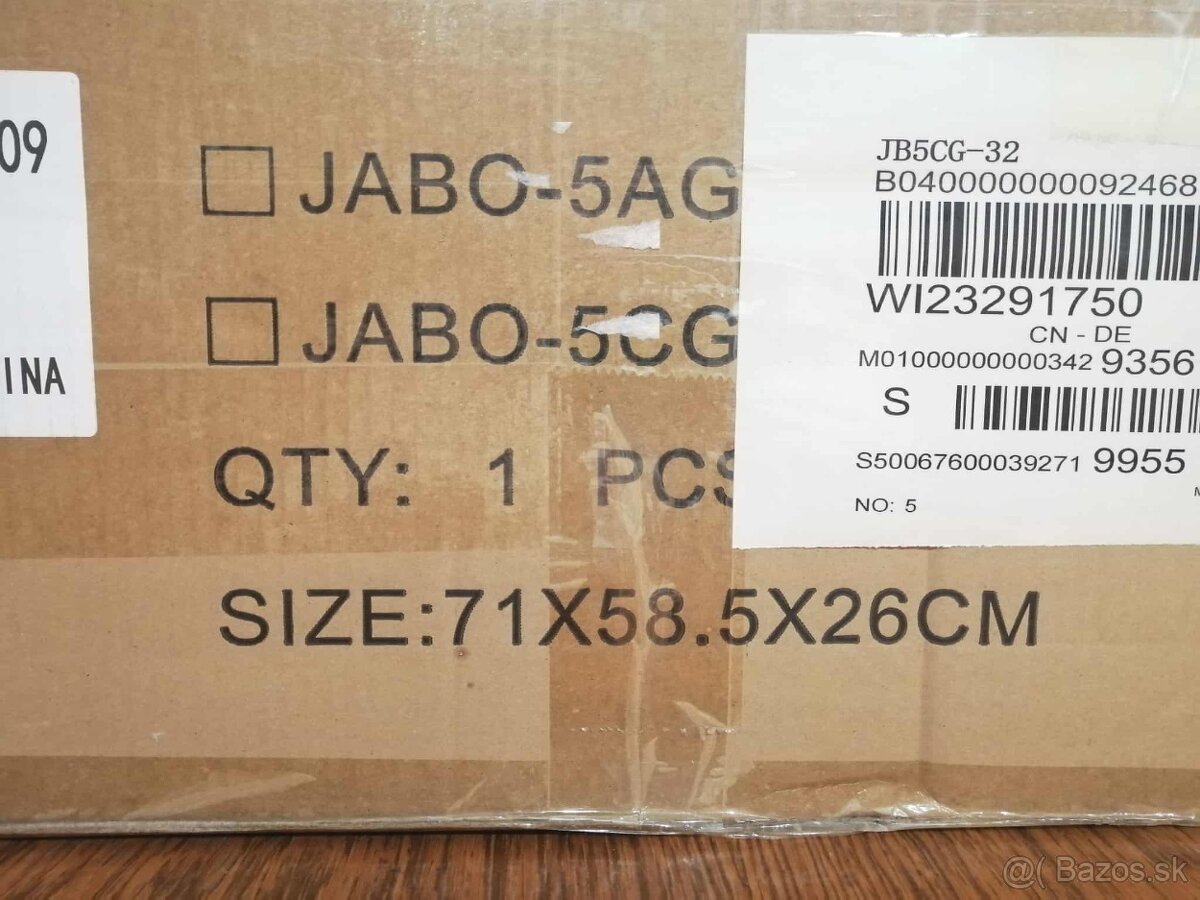 09
INA
JABO-5AG
JABO-5CG
QTY: 1 PCS
SIZE:71X58.5X26CM
JB5CG-32
B0400000000092468
WI23291750
CN - DE
M01000000000342 9356
S
S50067600039271 9955
NO: 5
@( Bazos.sk